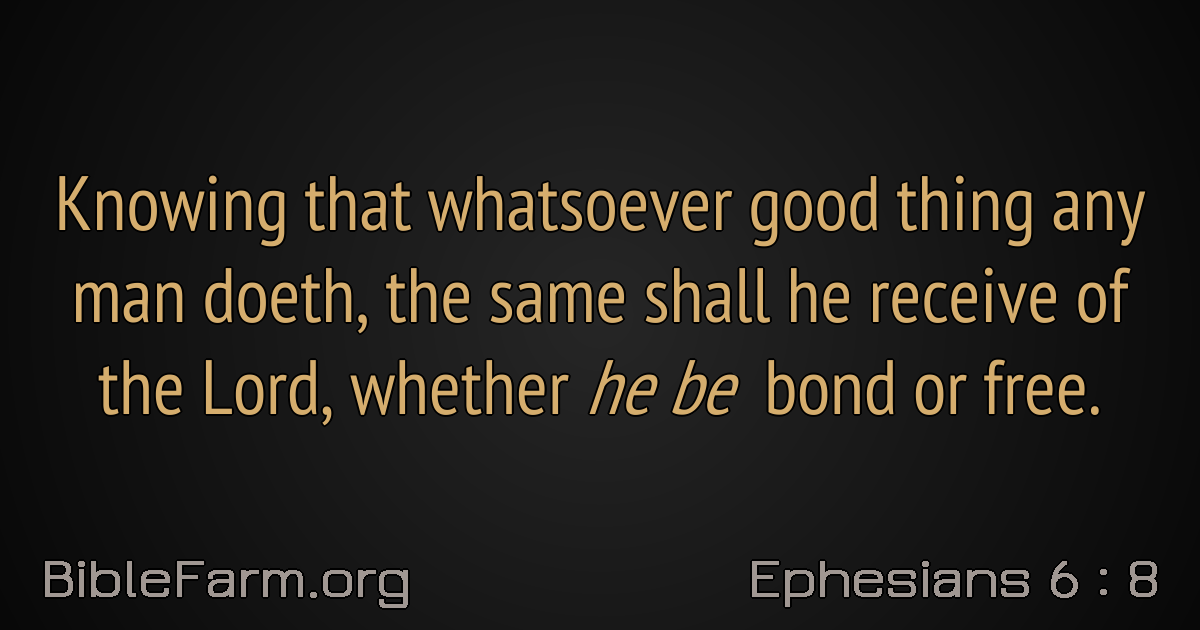 Knowing that whatsoever good thing any
man doeth, the same shall he receive of
the Lord, whether he be bond or free.
BibleFarm.org
Ephesians 6 : 8